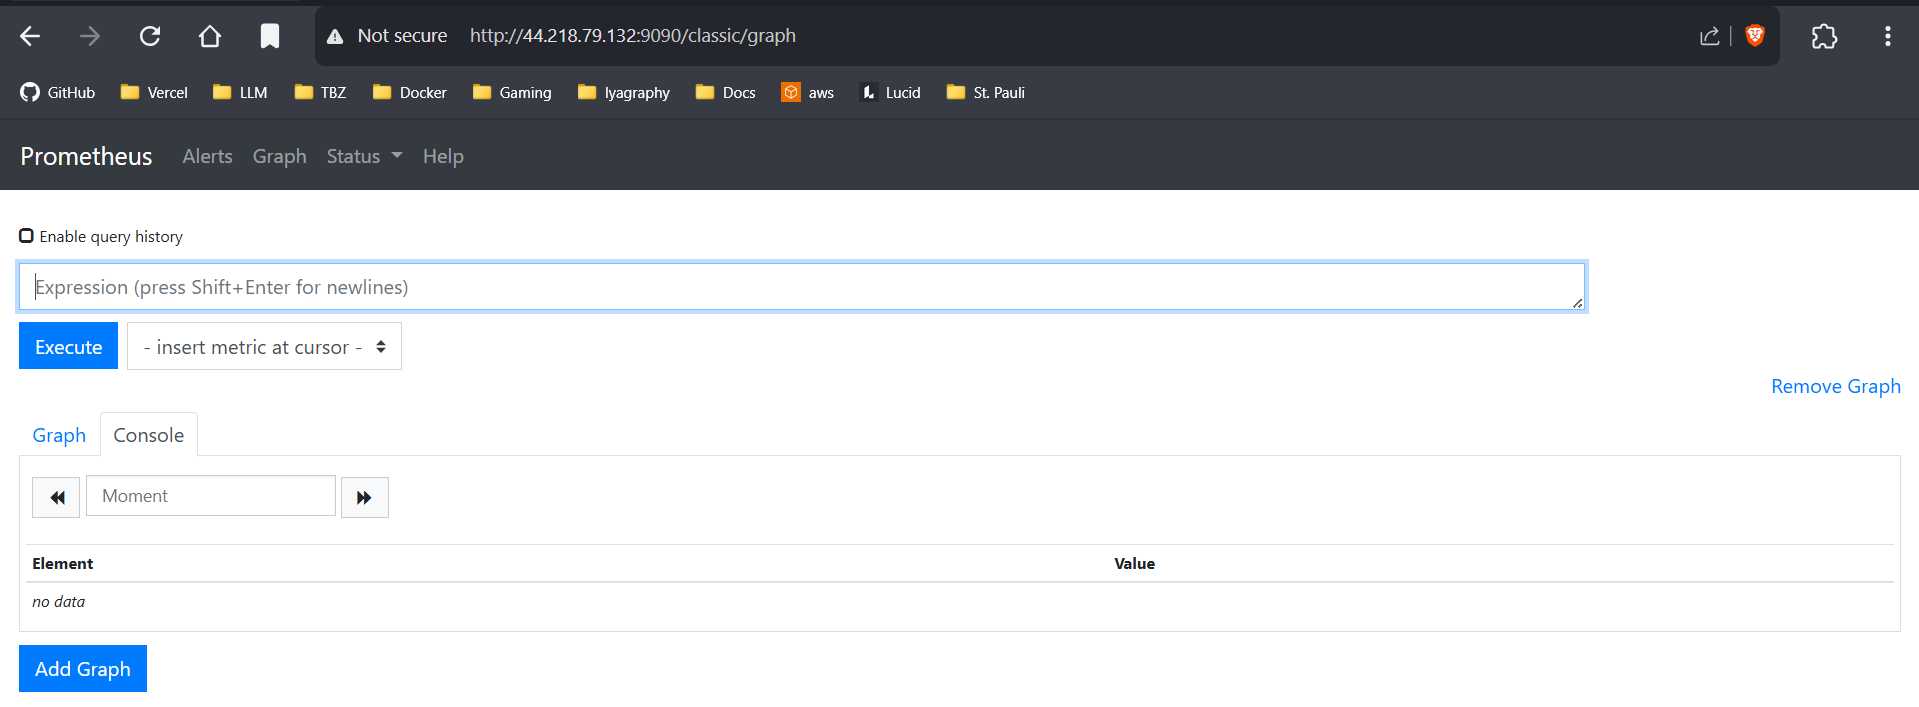 Not secure http://44.218.79.132:9090/classic/graph
GitHub Vercel LLM TBZ Docker Gaming lyagraphy Docs aws Lucid St. Pauli
Prometheus Alerts Graph Status Help
Enable query history
Expression (press Shift+Enter for newlines)
Execute - insert metric at cursor -
Remove Graph
Graph Console
Moment
Element Value
no data
Add Graph